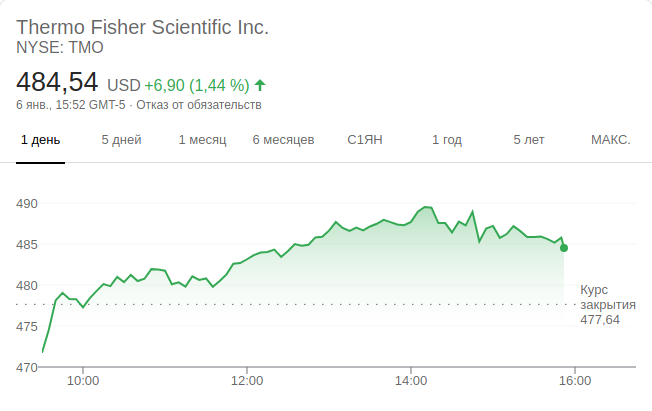 Thermo Fisher Scientific Inc.
NYSE: TMO
484,54 USD +6,90 (1,44 %)
6 янв., 15:52 GMT-5 · Отказ от обязательств
1 день 5 дней 1 месяц 6 месяцев С1ЯН 1 год 5 лет МАКС.
490
485
480
Курс
закрытия
477,64
475
470
10:00 12:00 14:00 16:00